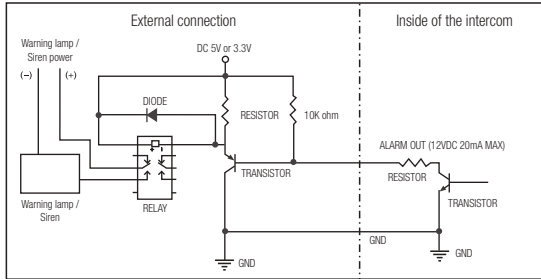 External connection
Inside of the intercom
DC 5V or 3.3V
Warning lamp /
Siren power
(−)
(+)
DIODE
RESISTOR
10K ohm
ALARM OUT (12VDC 20mA MAX)
+
−
TRANSISTOR
RESISTOR
TRANSISTOR
Warning lamp /
Siren
RELAY
GND
GND
GND